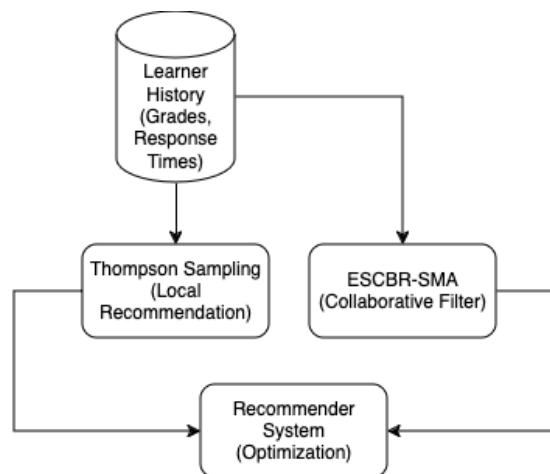 Learner
History
(Grades,
Response
Times)
Thompson Sampling
(Local
Recommendation)
ESCBR-SMA
(Collaborative Filter)
Recommender
System
(Optimization)